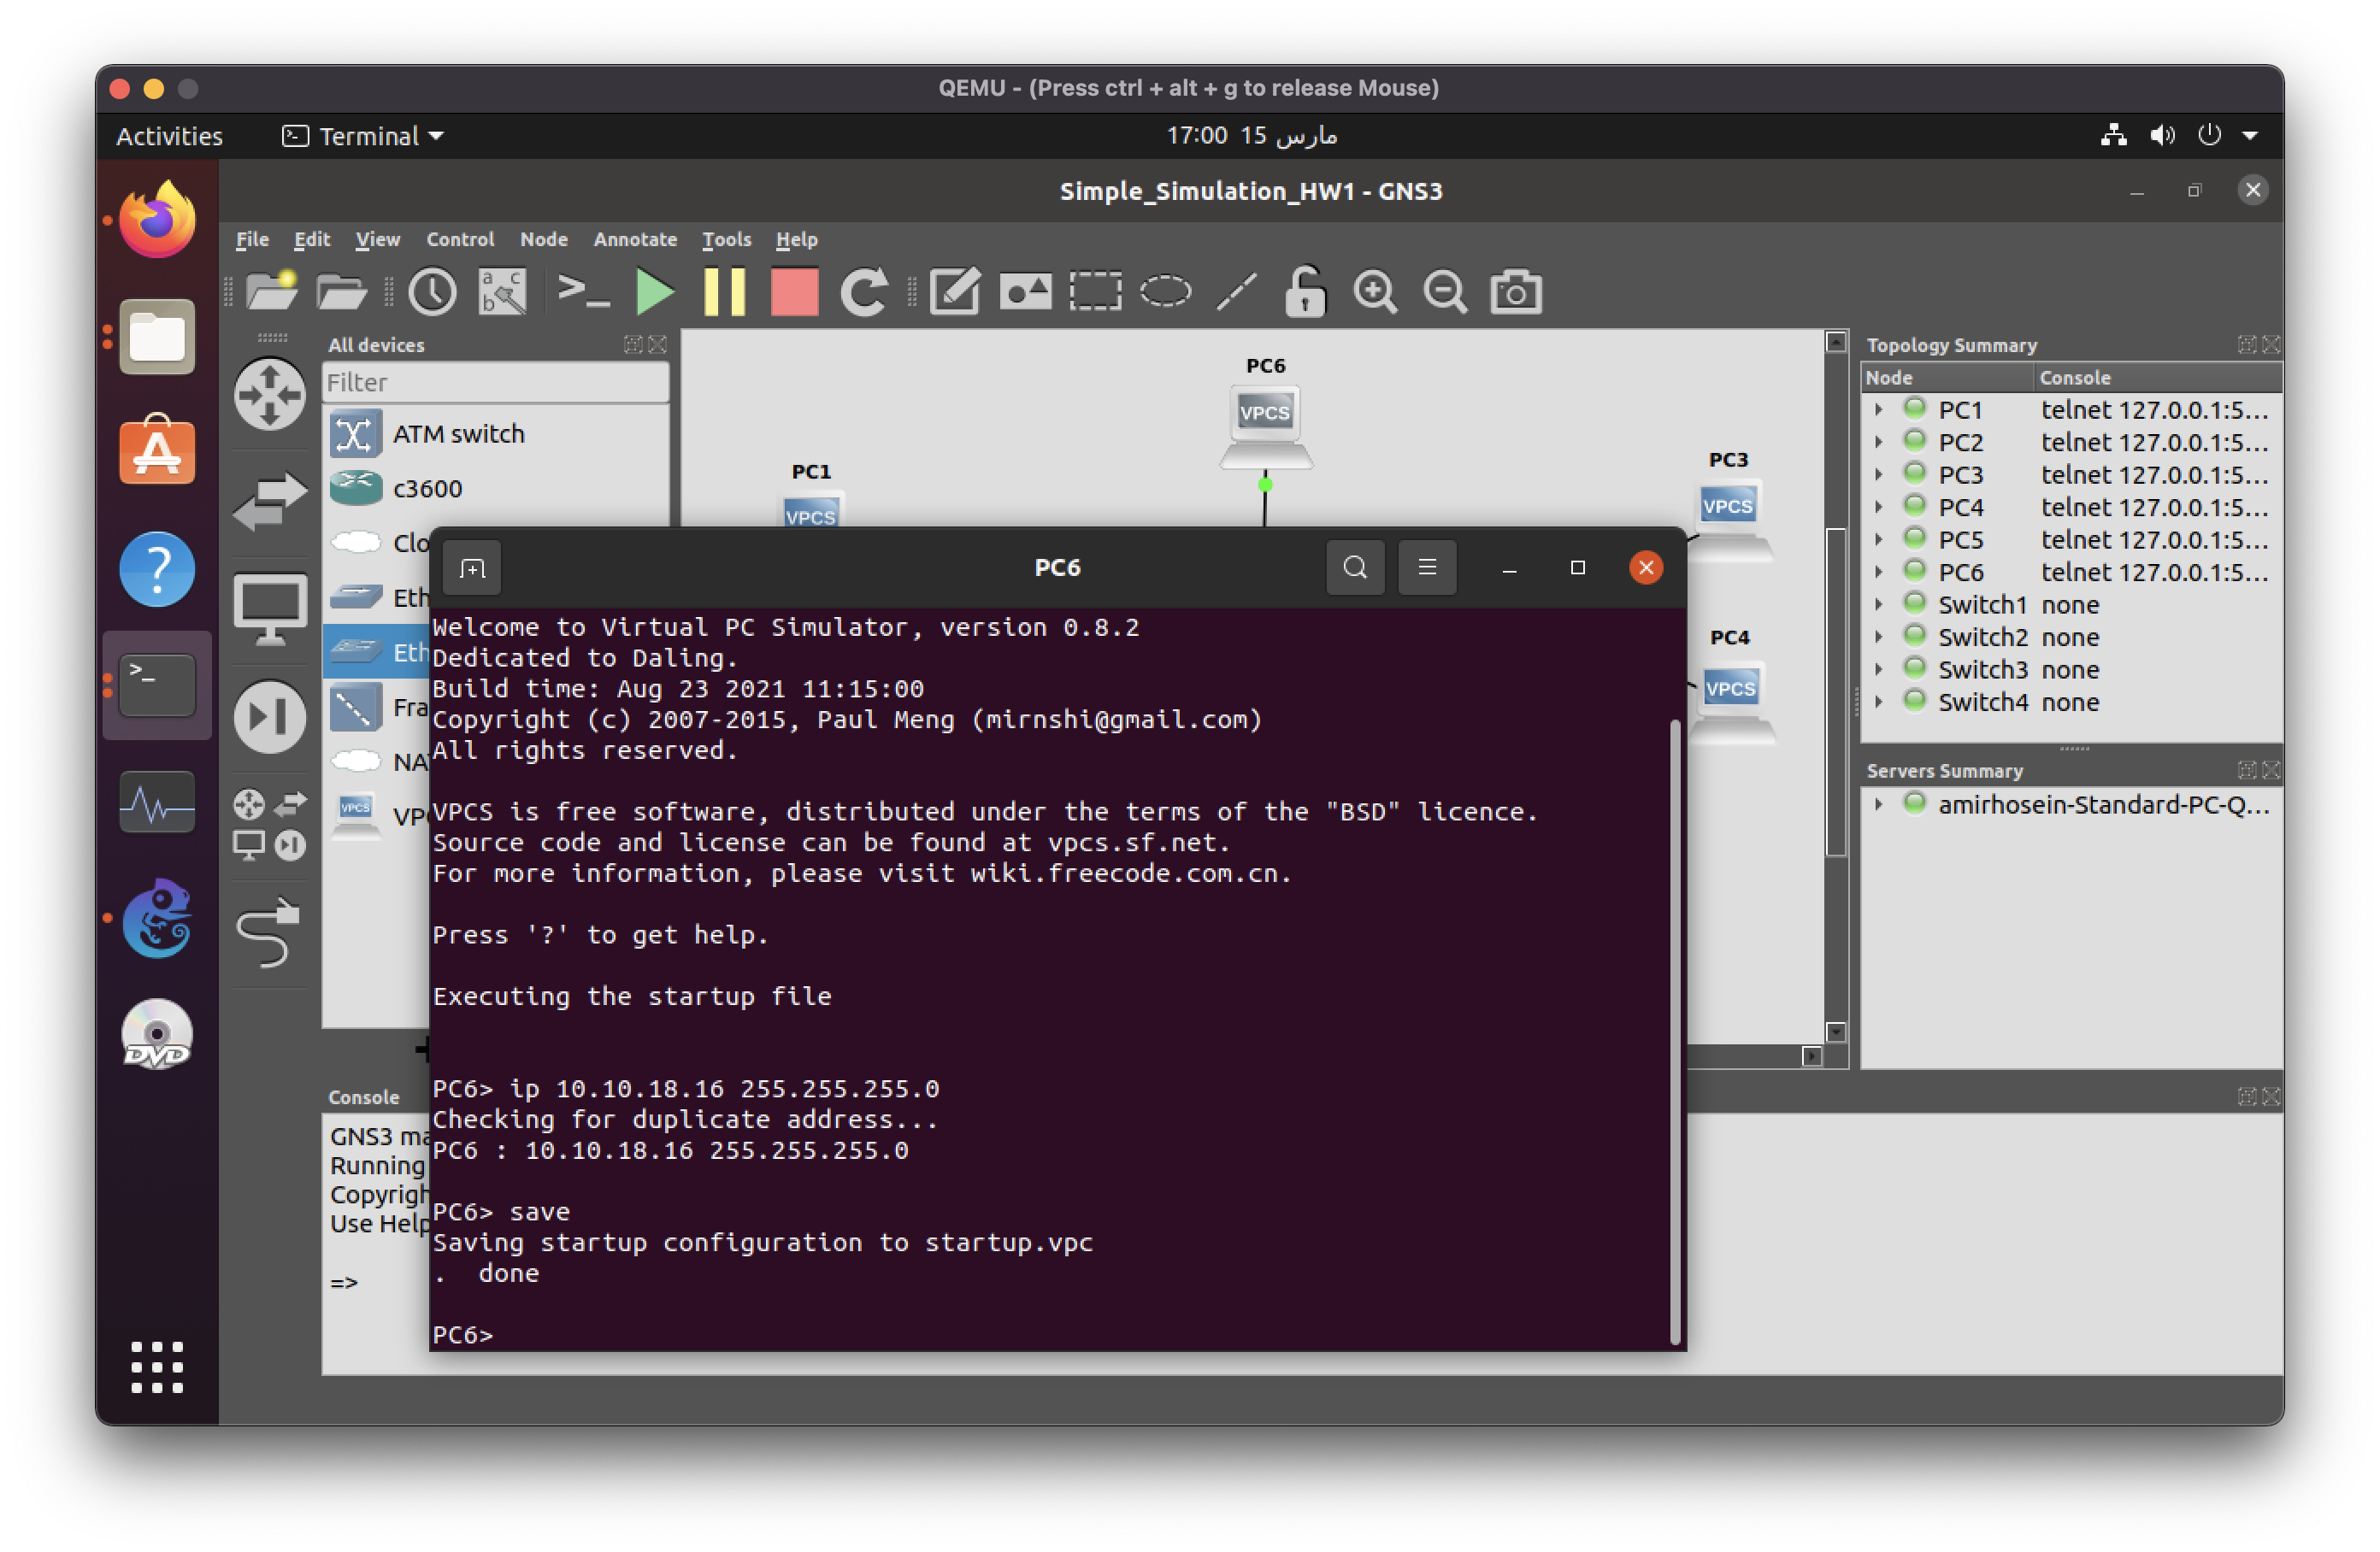 QEMU - (Press ctrl + alt + g to release Mouse)
Activities
Terminal
17:00 15 مارس
Simple_Simulation_HW1 - GNS3
File Edit View Control Node Annotate Tools Help
All devices
Filter
ATM switch
c3600
Clo
Eth
Eth
Fra
NA
VP
VPCS
PC6
VPCS
PC1
VPCS
PC3
VPCS
PC4
VPCS
Topology Summary
Node Console
PC1 telnet 127.0.0.1:5...
PC2 telnet 127.0.0.1:5...
PC3 telnet 127.0.0.1:5...
PC4 telnet 127.0.0.1:5...
PC5 telnet 127.0.0.1:5...
PC6 telnet 127.0.0.1:5...
Switch1 none
Switch2 none
Switch3 none
Switch4 none
Servers Summary
amirhosein-Standard-PC-Q...
PC6
Welcome to Virtual PC Simulator, version 0.8.2
Dedicated to Daling.
Build time: Aug 23 2021 11:15:00
Copyright (c) 2007-2015, Paul Meng (mirnshi@gmail.com)
All rights reserved.
VPCS is free software, distributed under the terms of the "BSD" licence.
Source code and license can be found at vpcs.sf.net.
For more information, please visit wiki.freecode.com.cn.
Press '?' to get help.
Executing the startup file
PC6> ip 10.10.18.16 255.255.255.0
Checking for duplicate address...
PC6 : 10.10.18.16 255.255.255.0
PC6> save
Saving startup configuration to startup.vpc
.  done
PC6>
Console
GNS3 ma
Running
Copyrigh
Use Help
=>
DVD